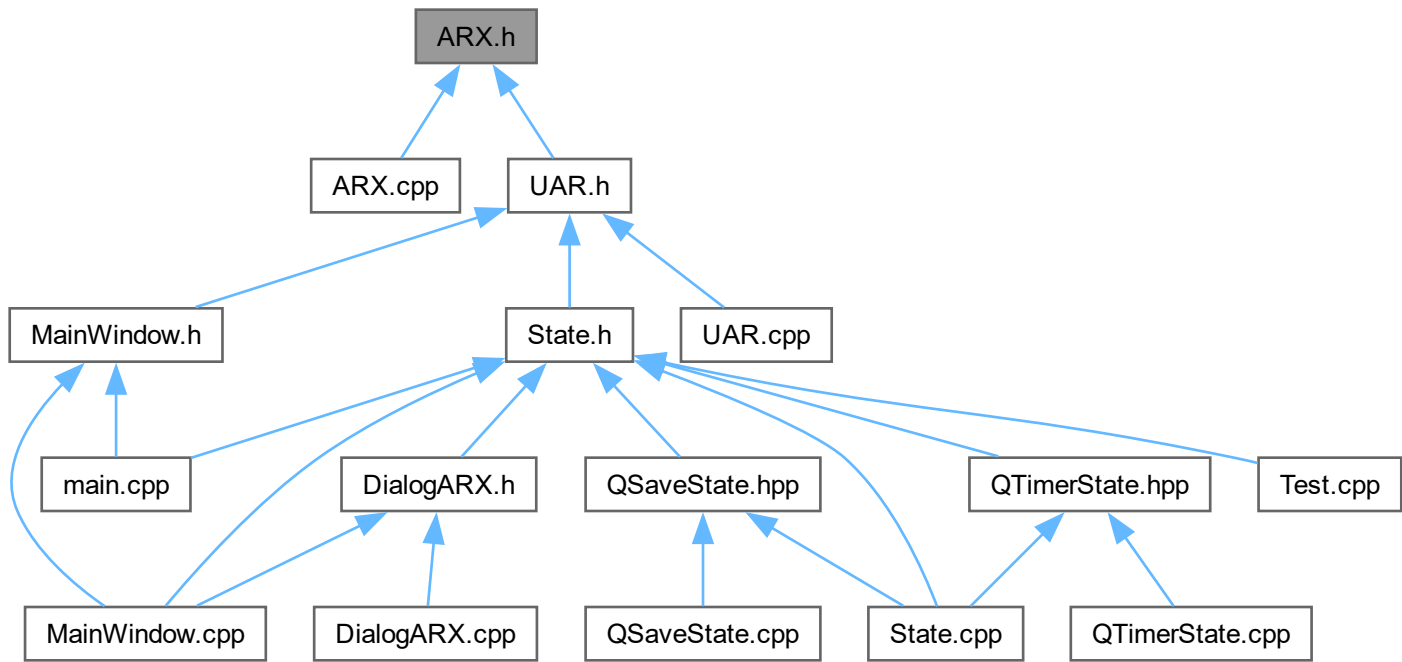 ARX.h
ARX.cpp
UAR.h
MainWindow.h
State.h
UAR.cpp
main.cpp
DialogARX.h
QSaveState.hpp
QTimerState.hpp
Test.cpp
MainWindow.cpp
DialogARX.cpp
QSaveState.cpp
State.cpp
QTimerState.cpp